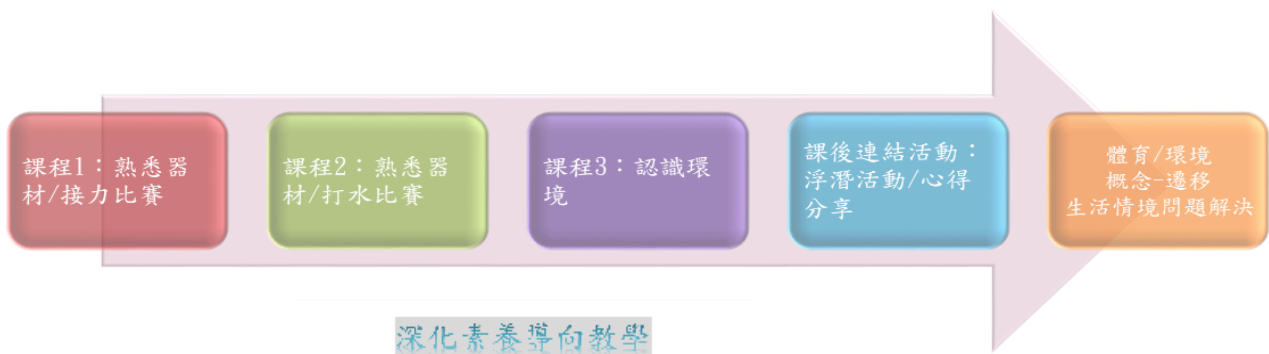 課程1：熟悉器
材/接力比賽
課程2：熟悉器
材/打水比賽
課程3：認識環
境
課後連結活動：
浮潛活動/心得
分享
體育/環境
概念-遷移
生活情境問題解決
深化素養導向教學